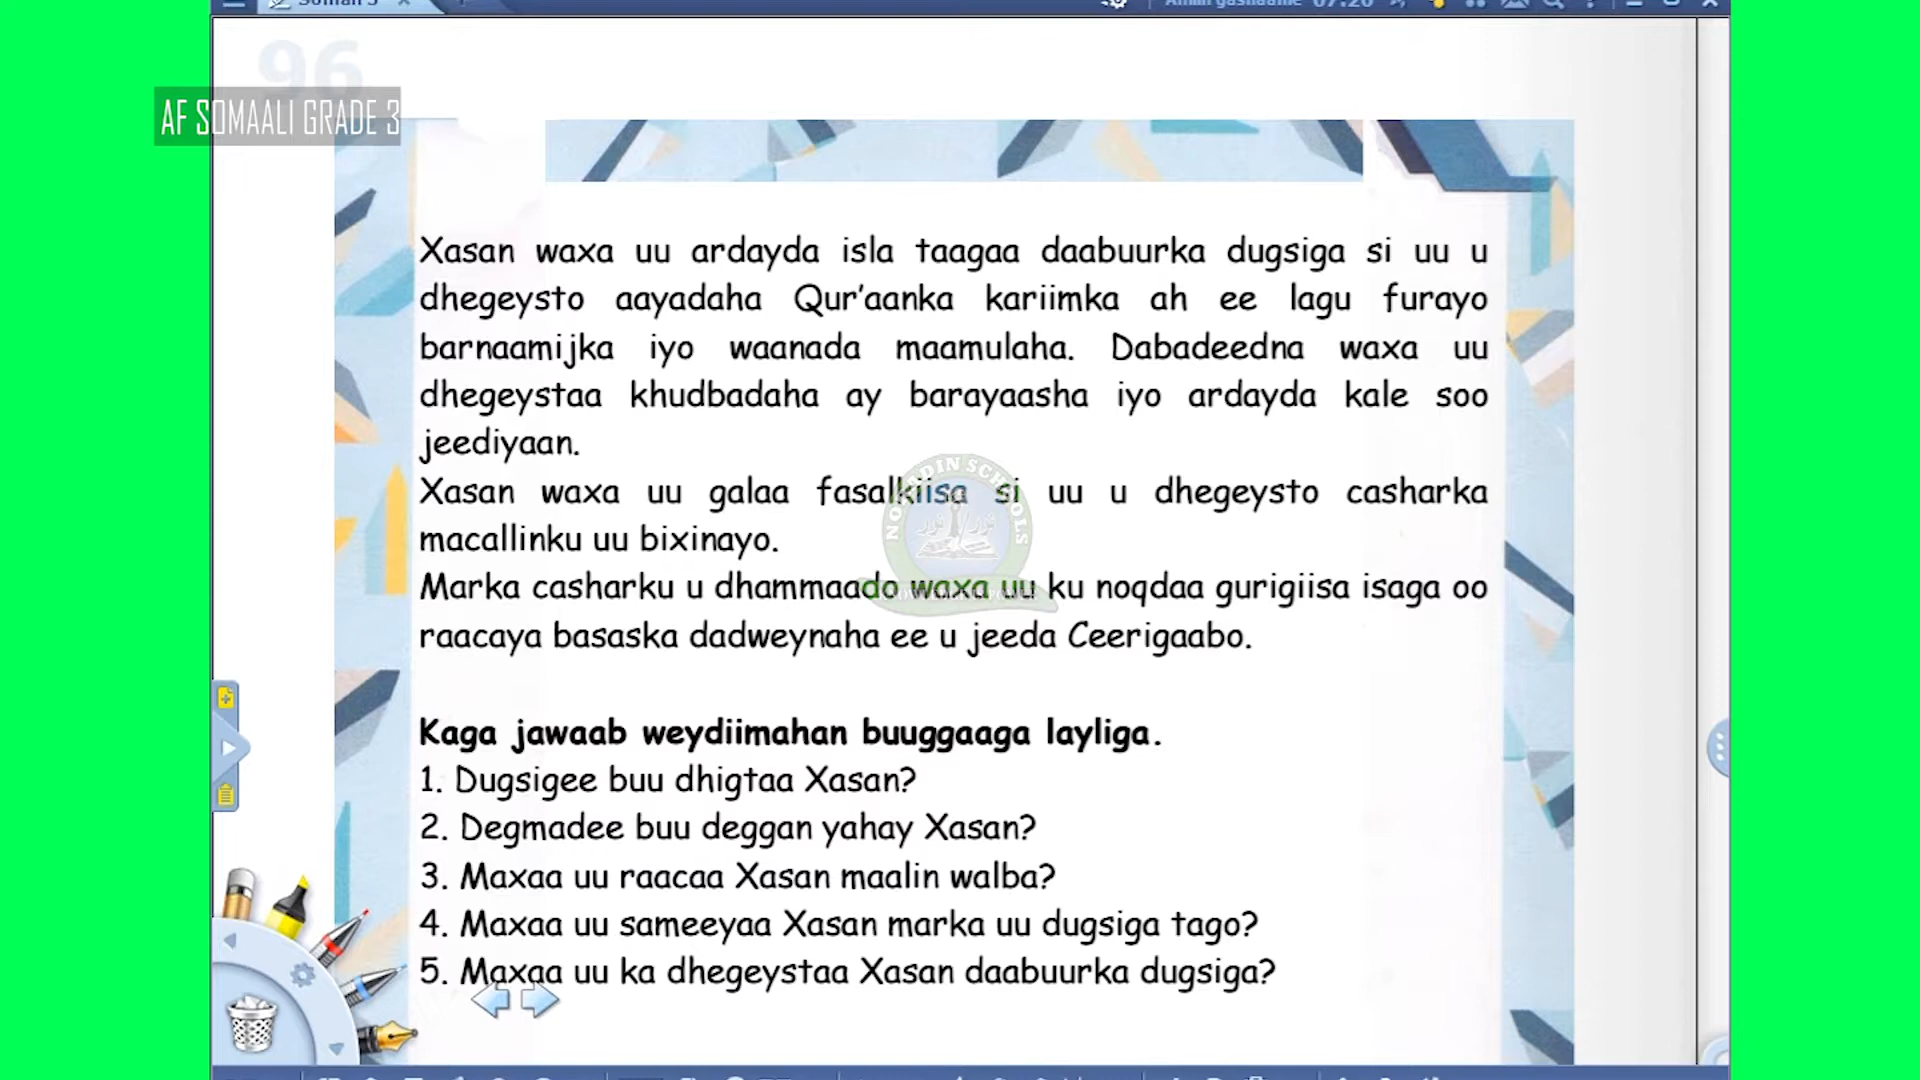 Somali 3
96
AF SOMAALI GRADE 3
Xasan waxa uu ardayda isla taagaa daabuurka dugsiga si uu u
dhegeysto aayadaha Qur'aanka kariimka ah ee lagu furayo
barnaamijka iyo waanada maamulaha. Dabadeedna waxa uu
dhegeystaa khudbadaha ay barayaasha iyo ardayda kale soo
jeediyaan.
Xasan waxa uu galaa fasalkiisa si uu u dhegeysto casharka
macallinku uu bixinayo.
Marka casharku u dhammaado waxa uu ku noqdaa gurigiisa isaga oo
raacaya basaska dadweynaha ee u jeeda Ceerigaabo.
Kaga jawaab weydiimahan buuggaaga layliga.
1. Dugsigee buu dhigtaa Xasan?
2. Degmadee buu deggan yahay Xasan?
3. Maxaa uu raacaa Xasan maalin walba?
4. Maxaa uu sameeyaa Xasan marka uu dugsiga tago?
5. Maxaa uu ka dhegeystaa Xasan daabuurka dugsiga?